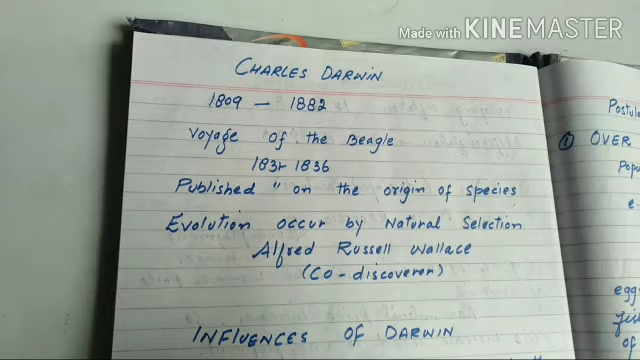 Made with KINEMASTER
CHARLES DARWIN
1809 — 1882
Voyage of the Beagle
1831- 1836
Published " on the origin of species
Evolution occur by Natural Selection
Alfred Russell Wallace
(Co-discoverer)
INFLUENCES OF DARWIN
Postula
① OVER
Popu
e.
egg
fis
of